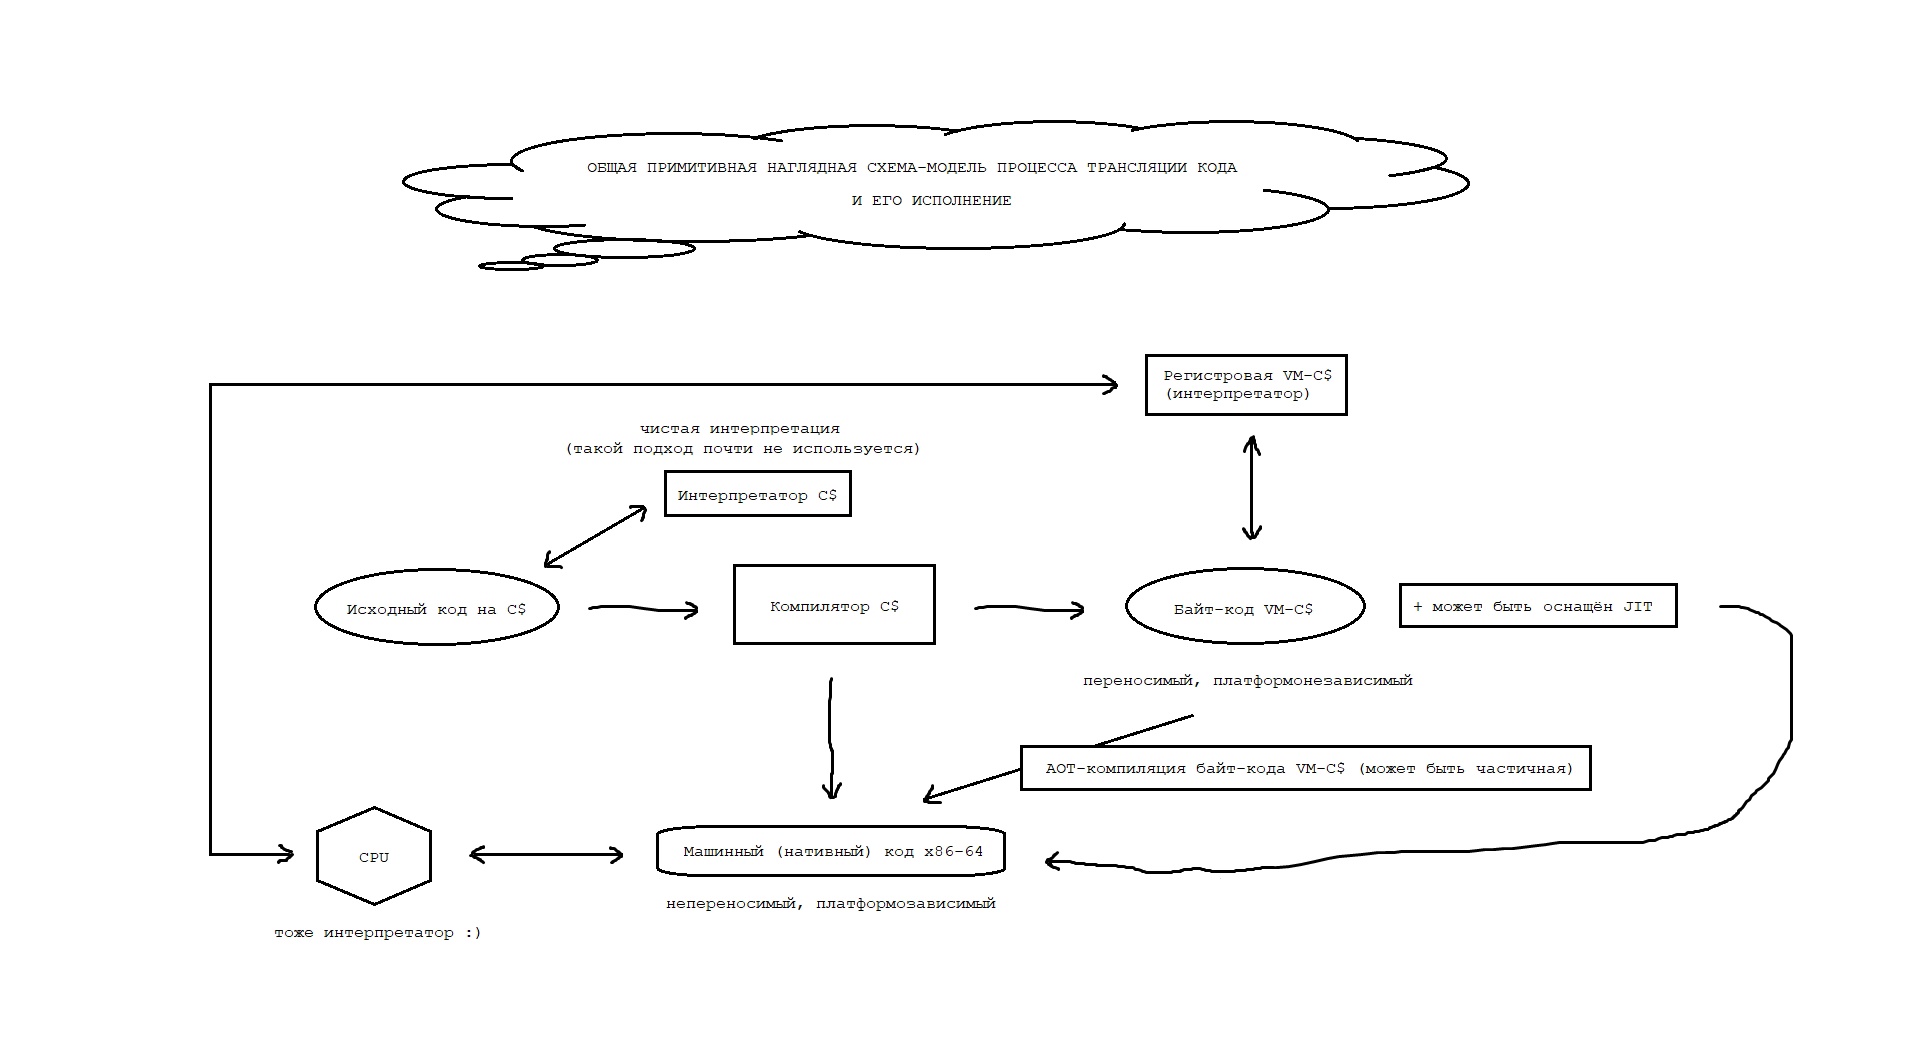 ОБЩАЯ ПРИМИТИВНАЯ НАГЛЯДНАЯ СХЕМА-МОДЕЛЬ ПРОЦЕССА ТРАНСЛЯЦИИ КОДА
И ЕГО ИСПОЛНЕНИЕ
Регистровая VM-C$
(интерпретатор)
чистая интерпретация
(такой подход почти не используется)
Интерпретатор C$
Исходный код на C$
Компилятор C$
Байт-код VM-C$
+ может быть оснащён JIT
переносимый, платформонезависимый
АОТ-компиляция байт-кода VM-C$ (может быть частичная)
CPU
Машинный (нативный) код x86-64
непереносимый, платформозависимый
тоже интерпретатор :)